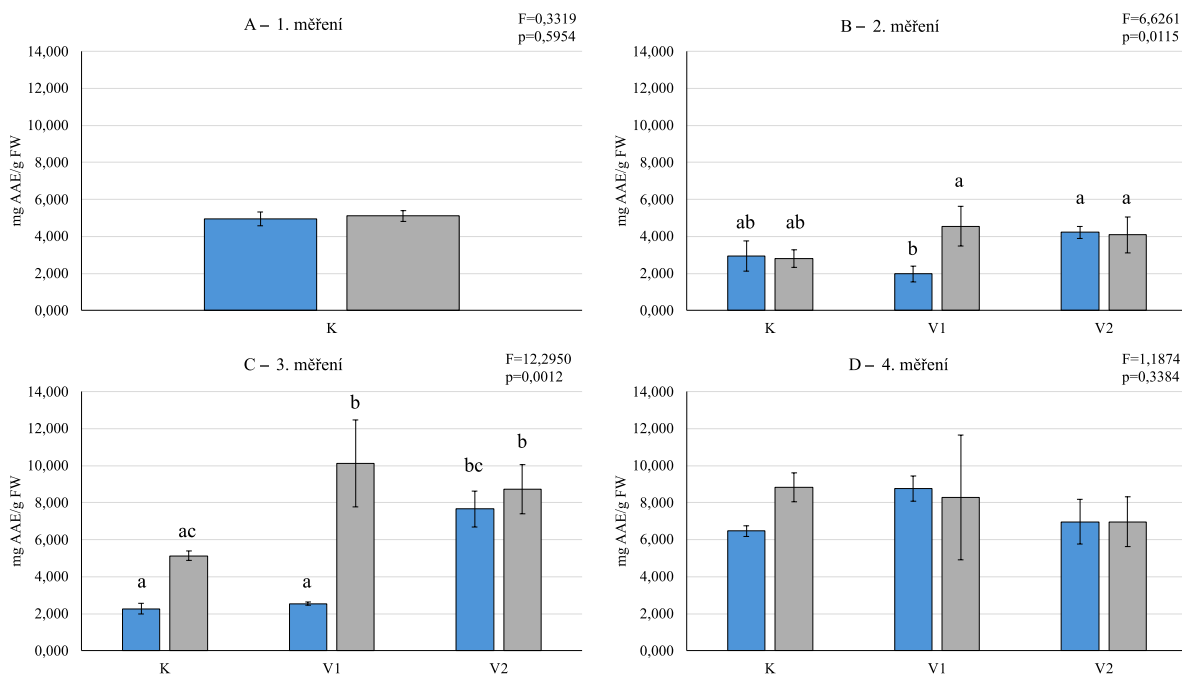 A – 1. měření
F=0,3319
p=0,5954
14,000
12,000
10,000
8,000
6,000
4,000
2,000
0,000
mg AAE/g FW
K
B – 2. měření
F=6,6261
p=0,0115
14,000
12,000
10,000
8,000
6,000
4,000
2,000
0,000
mg AAE/g FW
ab
ab
b
a
a
a
K
V1
V2
C – 3. měření
F=12,2950
p=0,0012
14,000
12,000
10,000
8,000
6,000
4,000
2,000
0,000
mg AAE/g FW
a
ac
a
b
bc
b
K
V1
V2
D – 4. měření
F=1,1874
p=0,3384
14,000
12,000
10,000
8,000
6,000
4,000
2,000
0,000
mg AAE/g FW
K
V1
V2